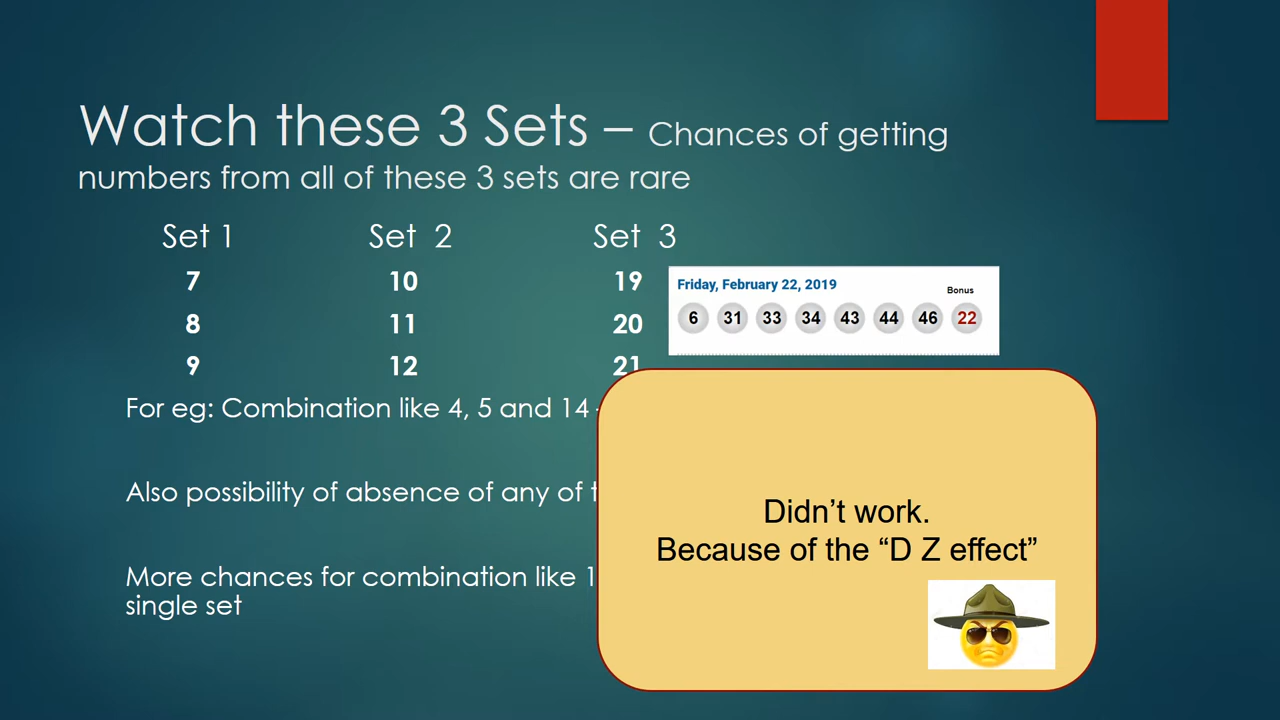 Watch these 3 Sets – Chances of getting
numbers from all of these 3 sets are rare
Set 1 Set 2 Set 3
7 10 19
8 11 20
9 12 21
Friday, February 22, 2019
Bonus
6 31 33 34 43 44 46 22
For eg: Combination like 4, 5 and 14
Also possibility of absence of any of
More chances for combination like
single set
Didn’t work.
Because of the “D Z effect”